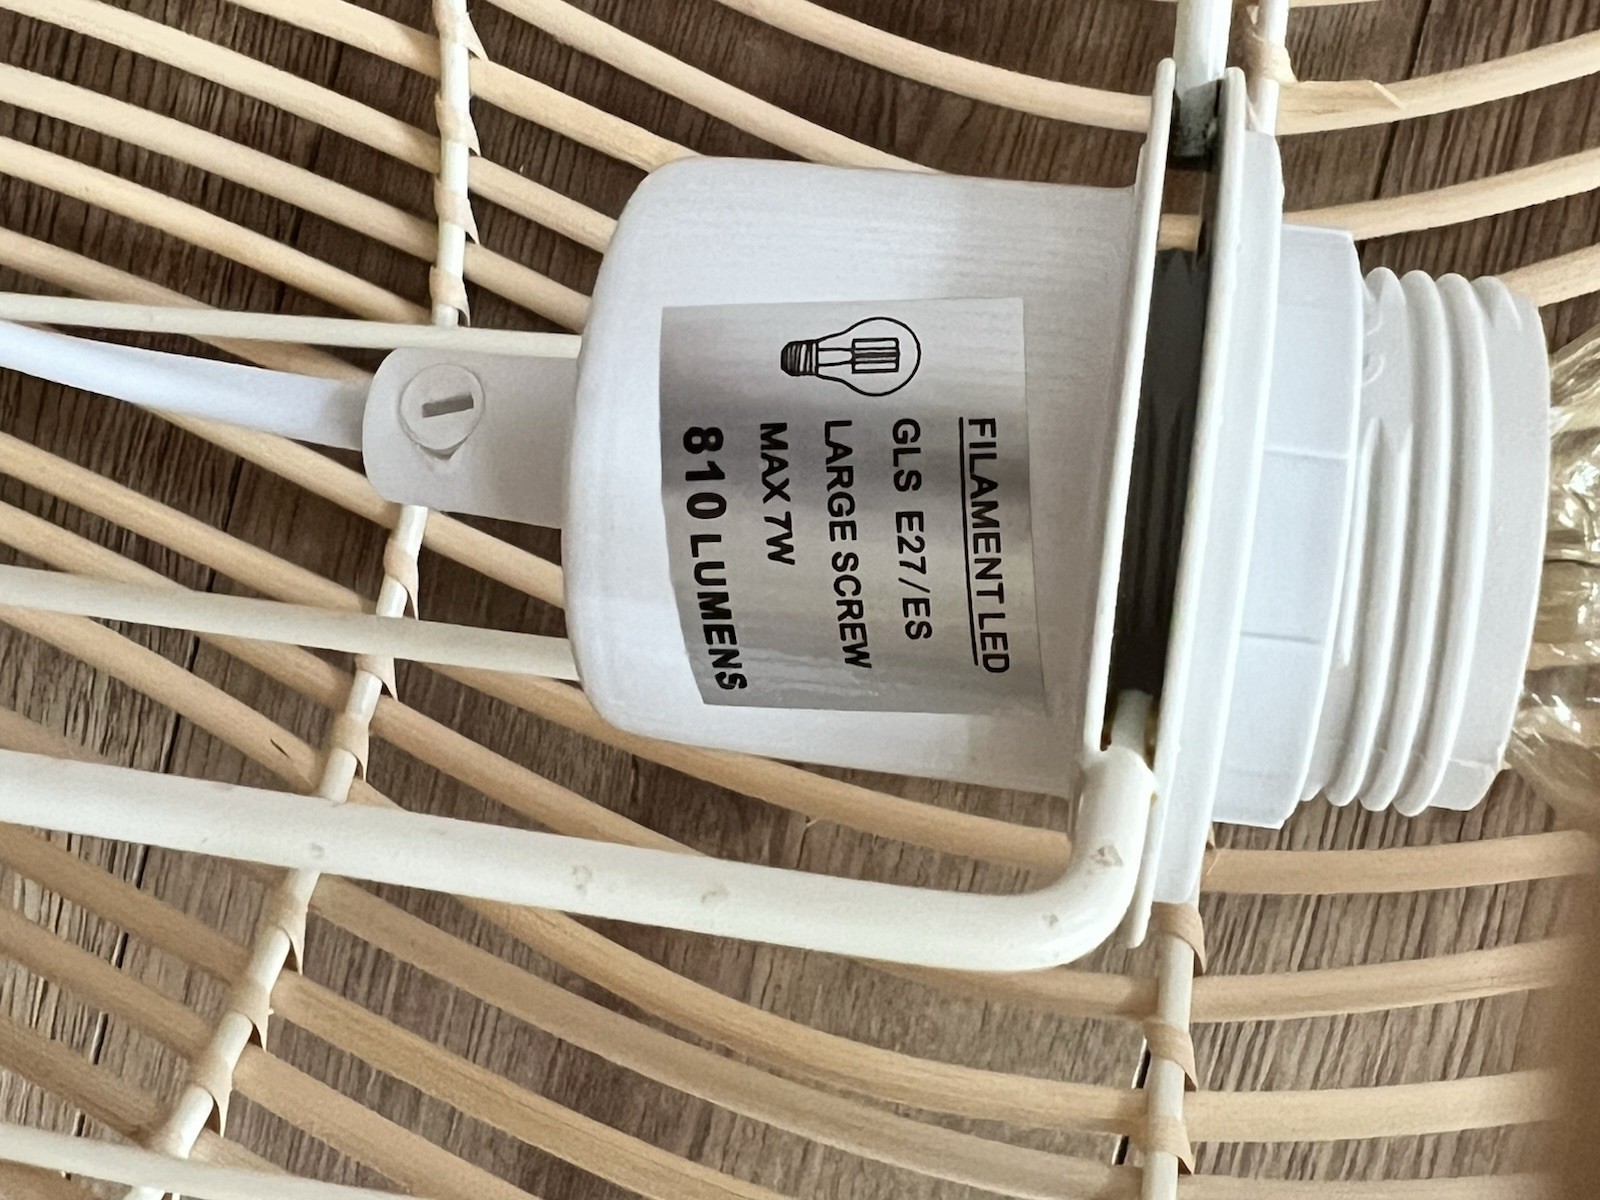 FILAMENT LED
GLS E27/ES
LARGE SCREW
MAX 7W
810 LUMENS